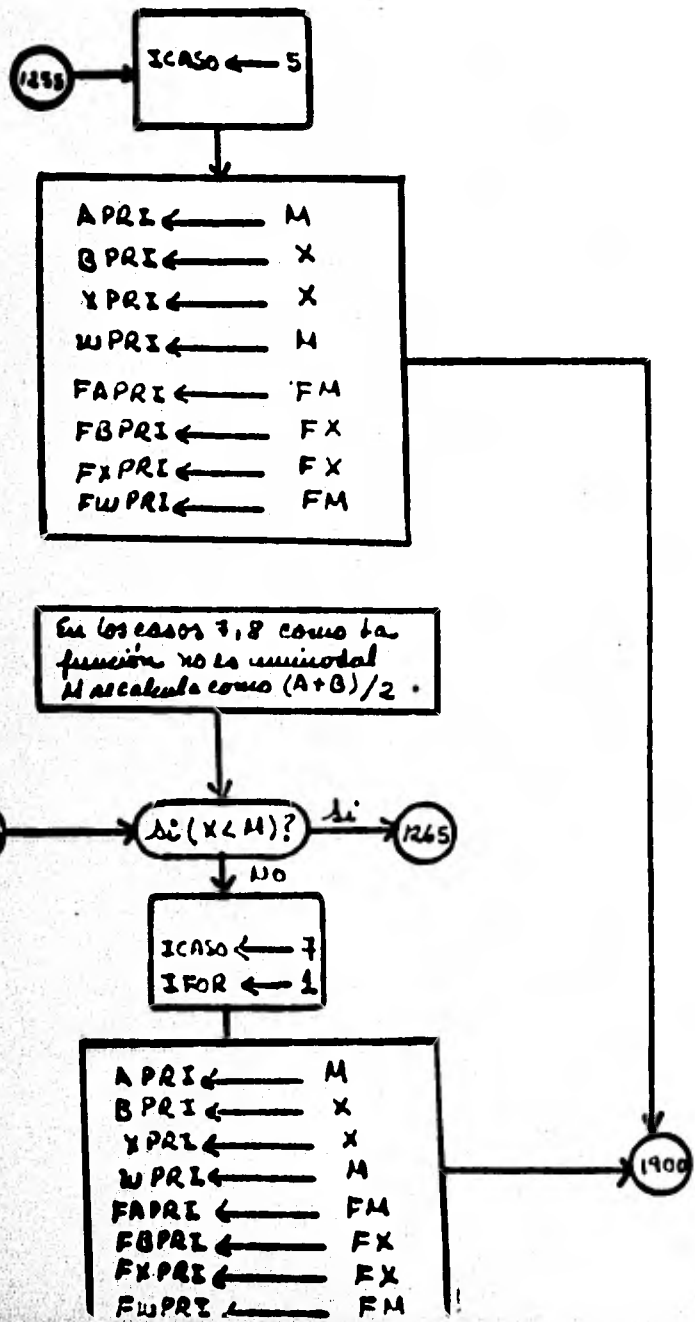 1255
ICASO ← 5
APRI ← M
BPRI ← X
XPRI ← X
WPRI ← M
FAPRI ← FM
FBPRI ← FX
FXPRI ← FX
FWPRI ← FM
En los casos 7,8 como la
función no es unimodal
M se calcula como (A+B)/2.
Si (X<M)?
Si
1265
NO
ICASO ← 7
IFOR ← 1
APRI ← M
BPRI ← X
XPRI ← X
WPRI ← M
FAPRI ← FM
FBPRI ← FX
FXPRI ← FX
FWPRI ← FM
1900